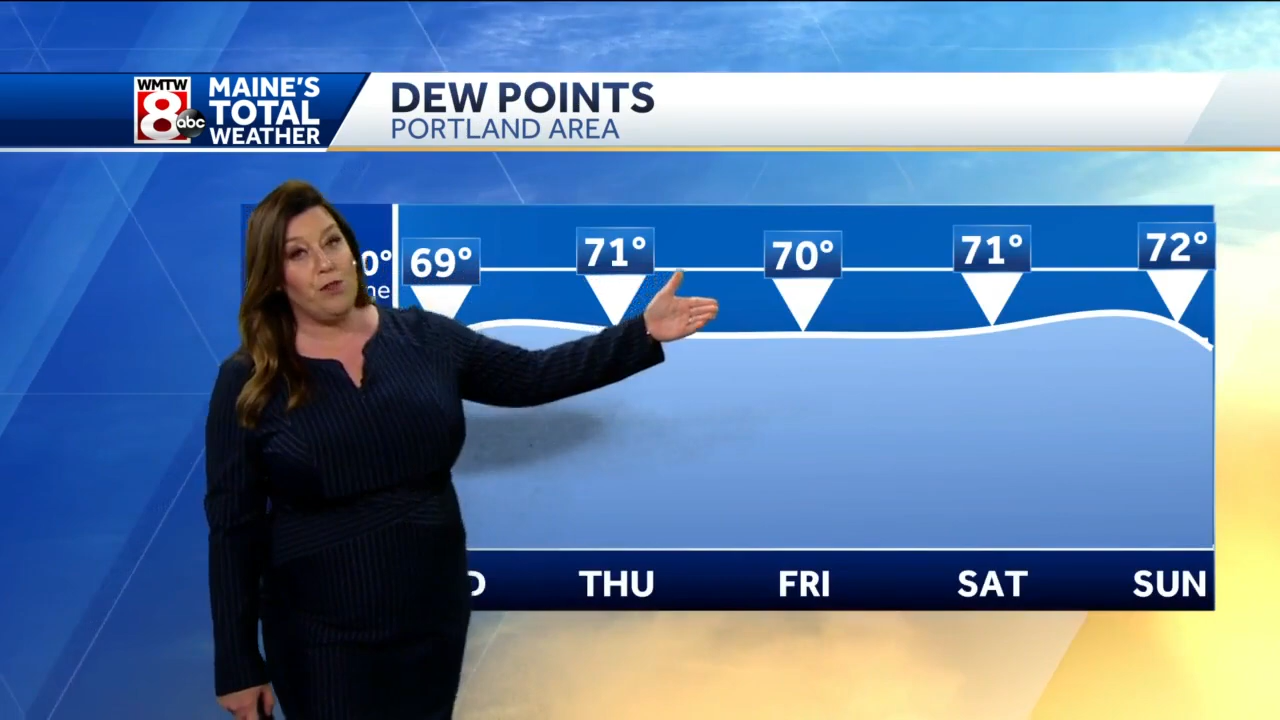 WMTW
8
abc
MAINE'S
TOTAL
WEATHER
DEW POINTS
PORTLAND AREA
69° 71° 70° 71° 72°
THU FRI SAT SUN